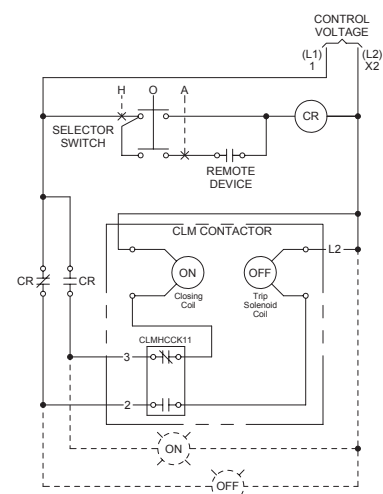 CONTROL
VOLTAGE
(L1) (L2)
1 X2
H O A
CR
SELECTOR
SWITCH
REMOTE
DEVICE
CLM CONTACTOR
L2
ON OFF
CR CR
Closing
Coil
Trip
Solenoid
Coil
CLMHCCK11
3
2
ON
OFF